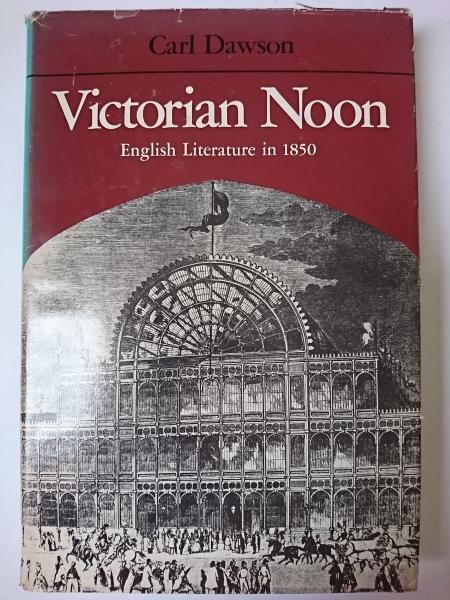 Carl Dawson
Victorian Noon
English Literature in 1850